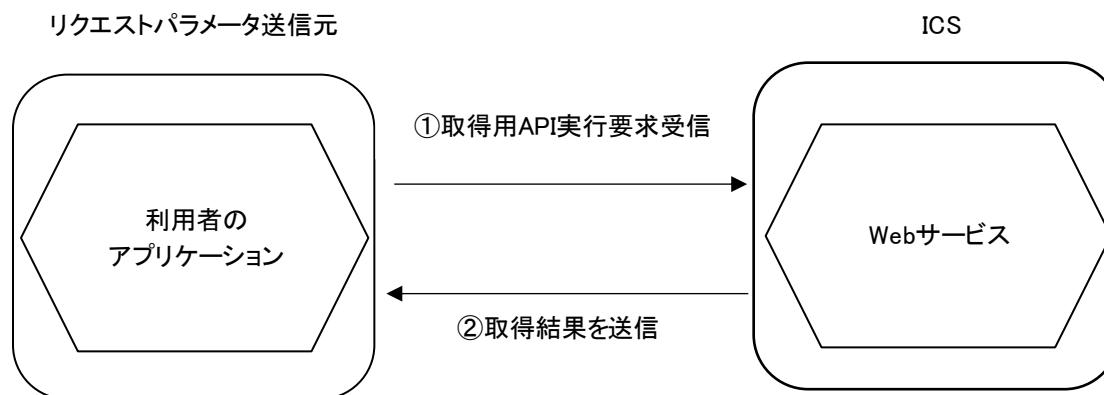 リクエストパラメータ送信元
ICS
①取得用API実行要求受信
利用者の
アプリケーション
Webサービス
②取得結果を送信